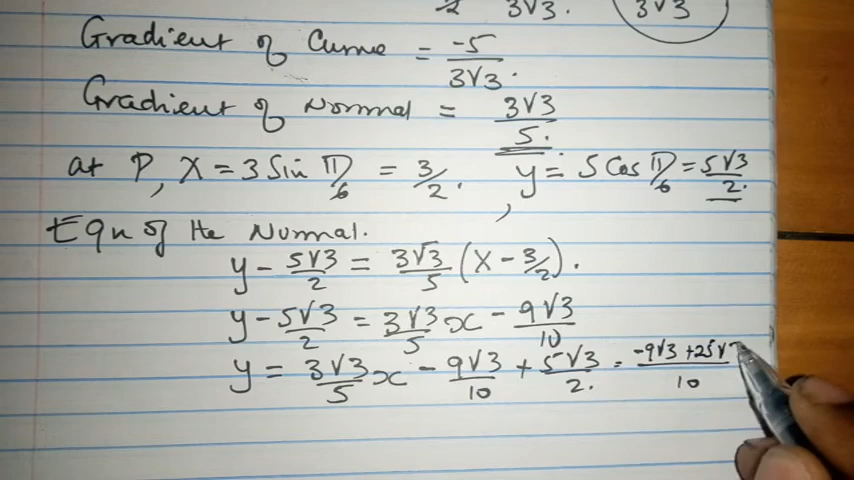 2 3√3. 3√3
Gradient of Curve = -5/3√3.
Gradient of Normal = 3√3/5.
at P, X = 3 Sin π/6 = 3/2. , y = 5 Cos π/6 = 5√3/2.
Eqn of the Normal.
y - 5√3/2 = 3√3/5 (X - 3/2).
y - 5√3/2 = 3√3/5 x - 9√3/10
y = 3√3/5 x - 9√3/10 + 5√3/2. = -9√3 + 25√/10